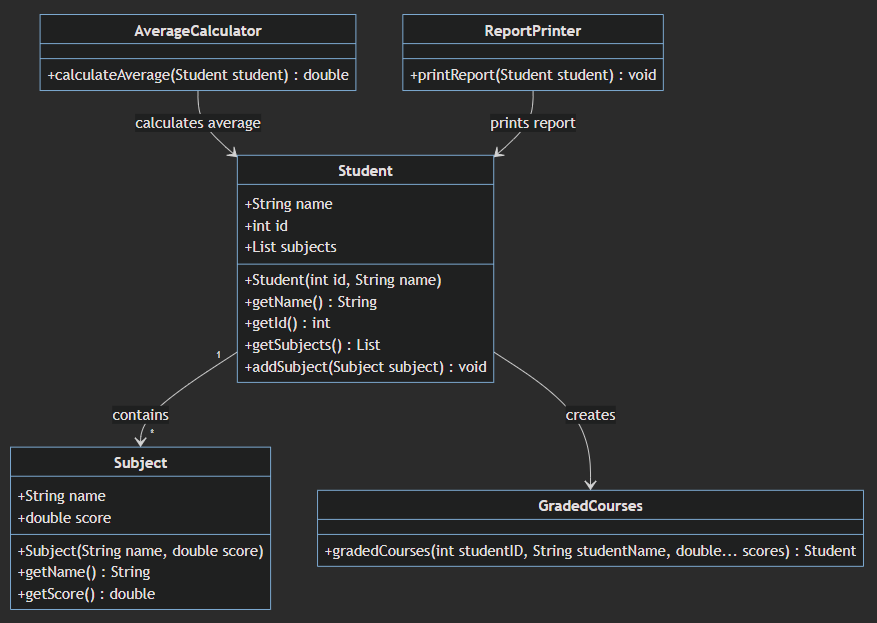 AverageCalculator
+calculateAverage(Student student) : double
ReportPrinter
+printReport(Student student) : void
calculates average
prints report
Student
+String name
+int id
+List subjects
+Student(int id, String name)
+getName() : String
+getId() : int
+getSubjects() : List
+addSubject(Subject subject) : void
1
contains
*
creates
Subject
+String name
+double score
+Subject(String name, double score)
+getName() : String
+getScore() : double
GradedCourses
+gradedCourses(int studentID, String studentName, double... scores) : Student